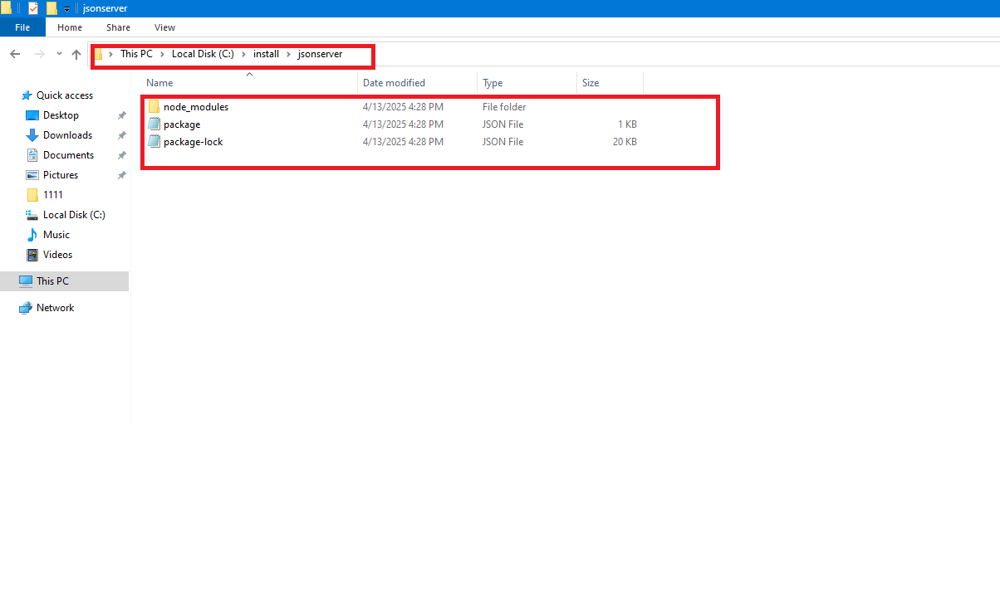 jsonserver
File Home Share View
This PC Local Disk (C:) install jsonserver
Name Date modified Type Size
Quick access
Desktop
Downloads
Documents
Pictures
1111
Local Disk (C:)
Music
Videos
This PC
Network
node_modules 4/13/2025 4:28 PM File folder
package 4/13/2025 4:28 PM JSON File 1 KB
package-lock 4/13/2025 4:28 PM JSON File 20 KB